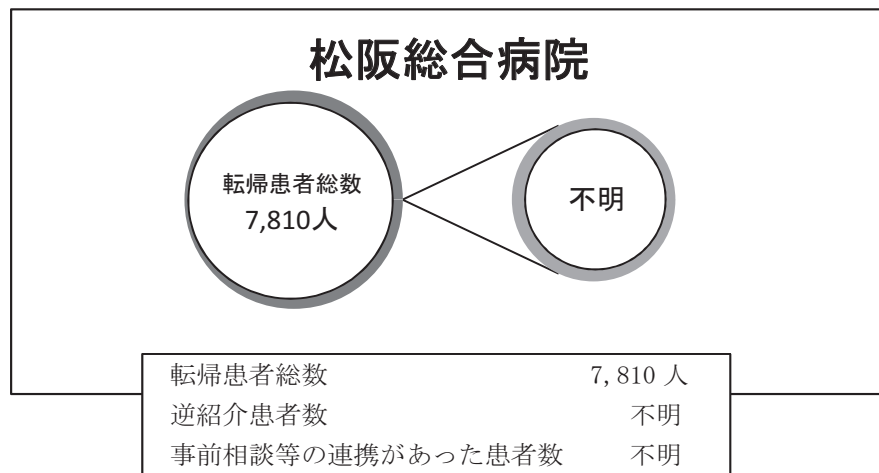 松阪総合病院
転帰患者総数
7,810人
不明
転帰患者総数 7,810 人
逆紹介患者数 不明
事前相談等の連携があった患者数 不明